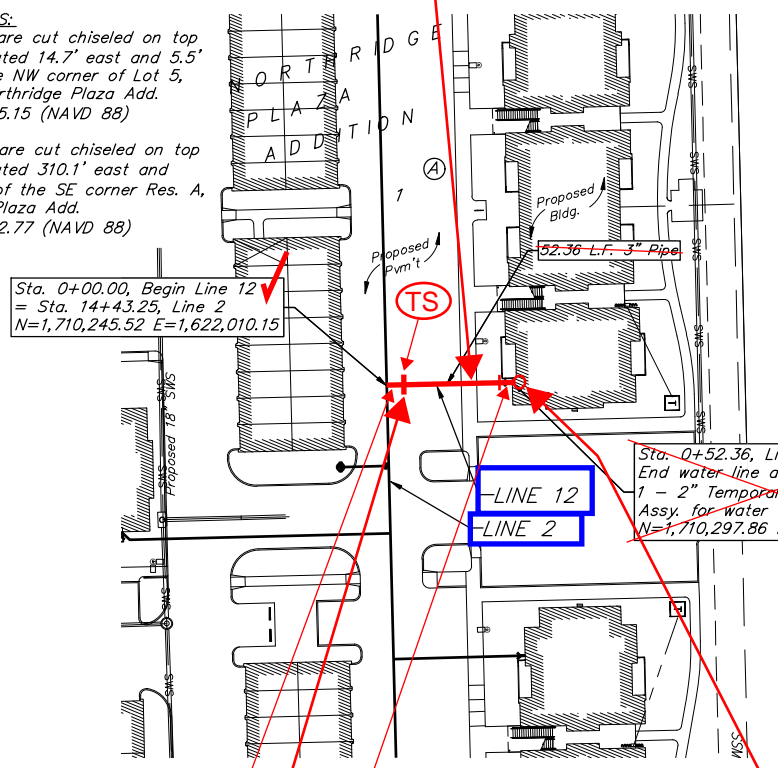 S:
are cut chiseled on top
ted 14.7' east and 5.5'
e NW corner of Lot 5,
rthridge Plaza Add.
5.15 (NAVD 88)
are cut chiseled on top
ted 310.1' east and
of the SE corner Res. A,
Plaza Add.
2.77 (NAVD 88)
NORTHRIDGE
PLAZA
ADDITION
1
A
Proposed
Bldg.
Proposed
Pvm't
52.36 L.F. 3" Pipe
Sta. 0+00.00, Begin Line 12
= Sta. 14+43.25, Line 2
N=1,710,245.52 E=1,622,010.15
TS
Proposed 18" SWS
LINE 12
LINE 2
Sta. 0+52.36, Li
End water line a
1 - 2" Tempora
Assy. for water
N=1,710,297.86
T
T
SWS
SWS
SWS
SWS
SWS
SWS
SWS
SWS
SWS
SSM